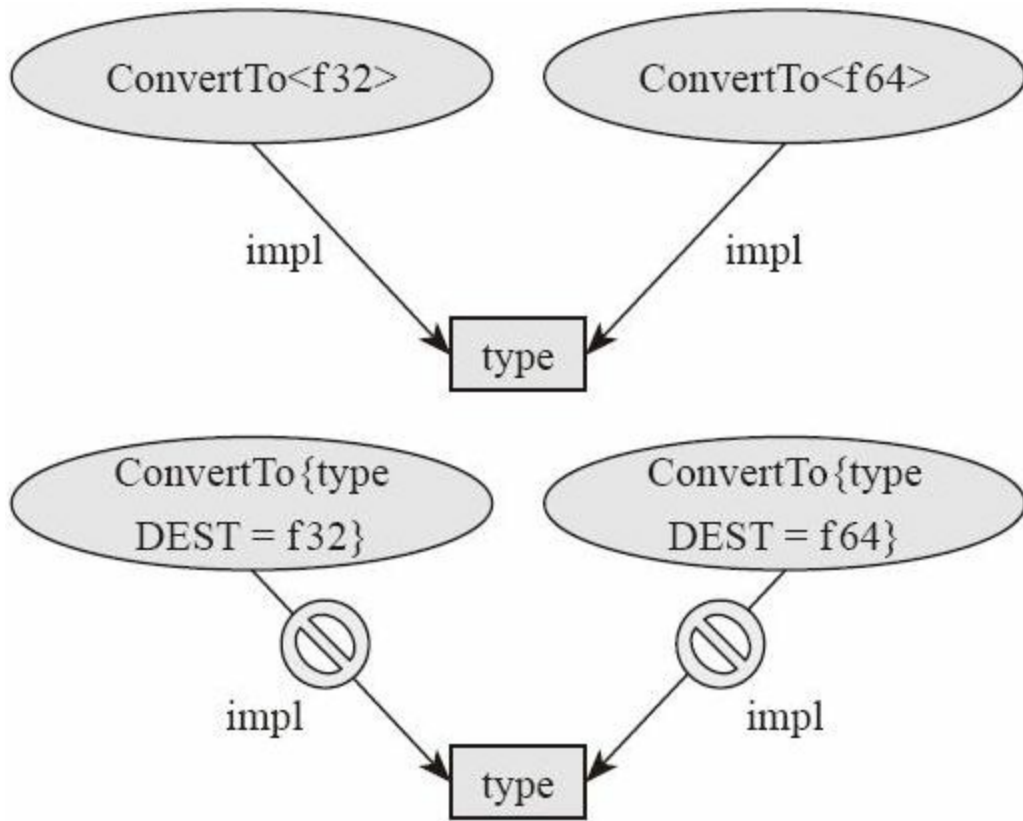 ConvertTo<f32>
ConvertTo<f64>
impl
impl
type
ConvertTo{type
DEST = f32}
ConvertTo{type
DEST = f64}
impl
impl
type